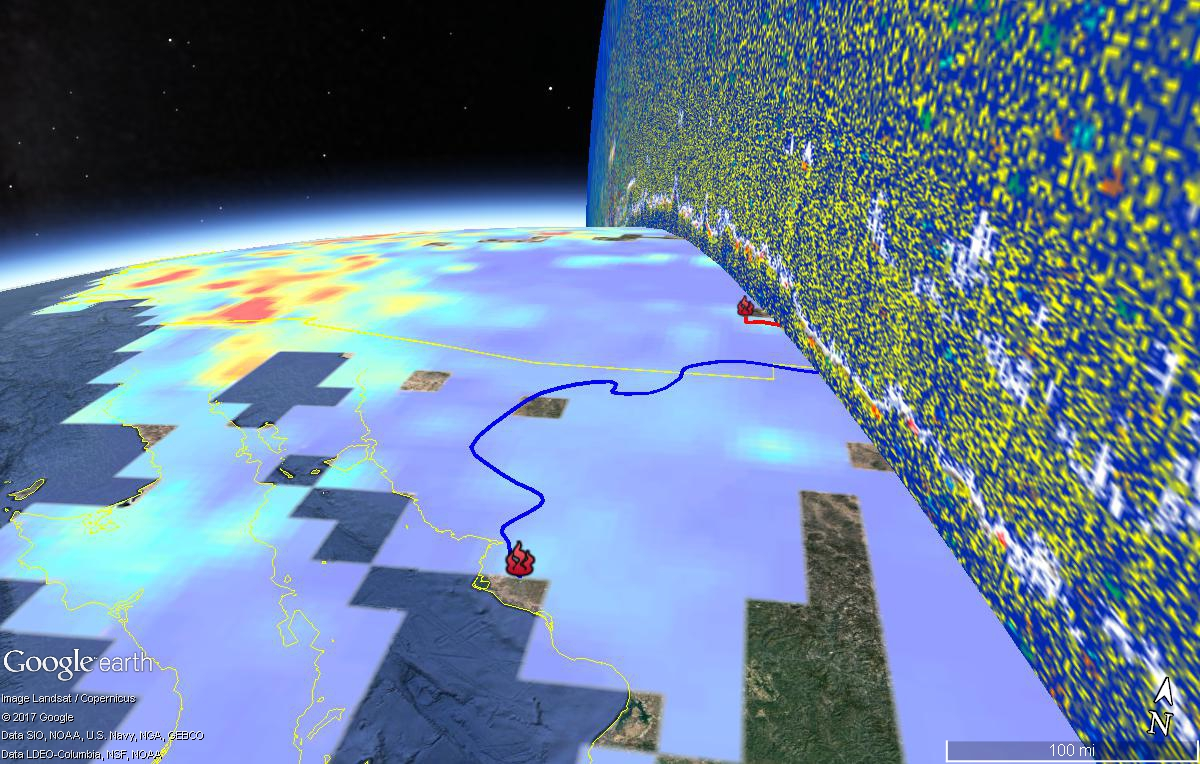 Google earth
Image Landsat / Copernicus
© 2017 Google
Data SIO, NOAA, U.S. Navy, NGA, GEBCO
Data LDEO-Columbia, NSF, NOAA
N
100 mi